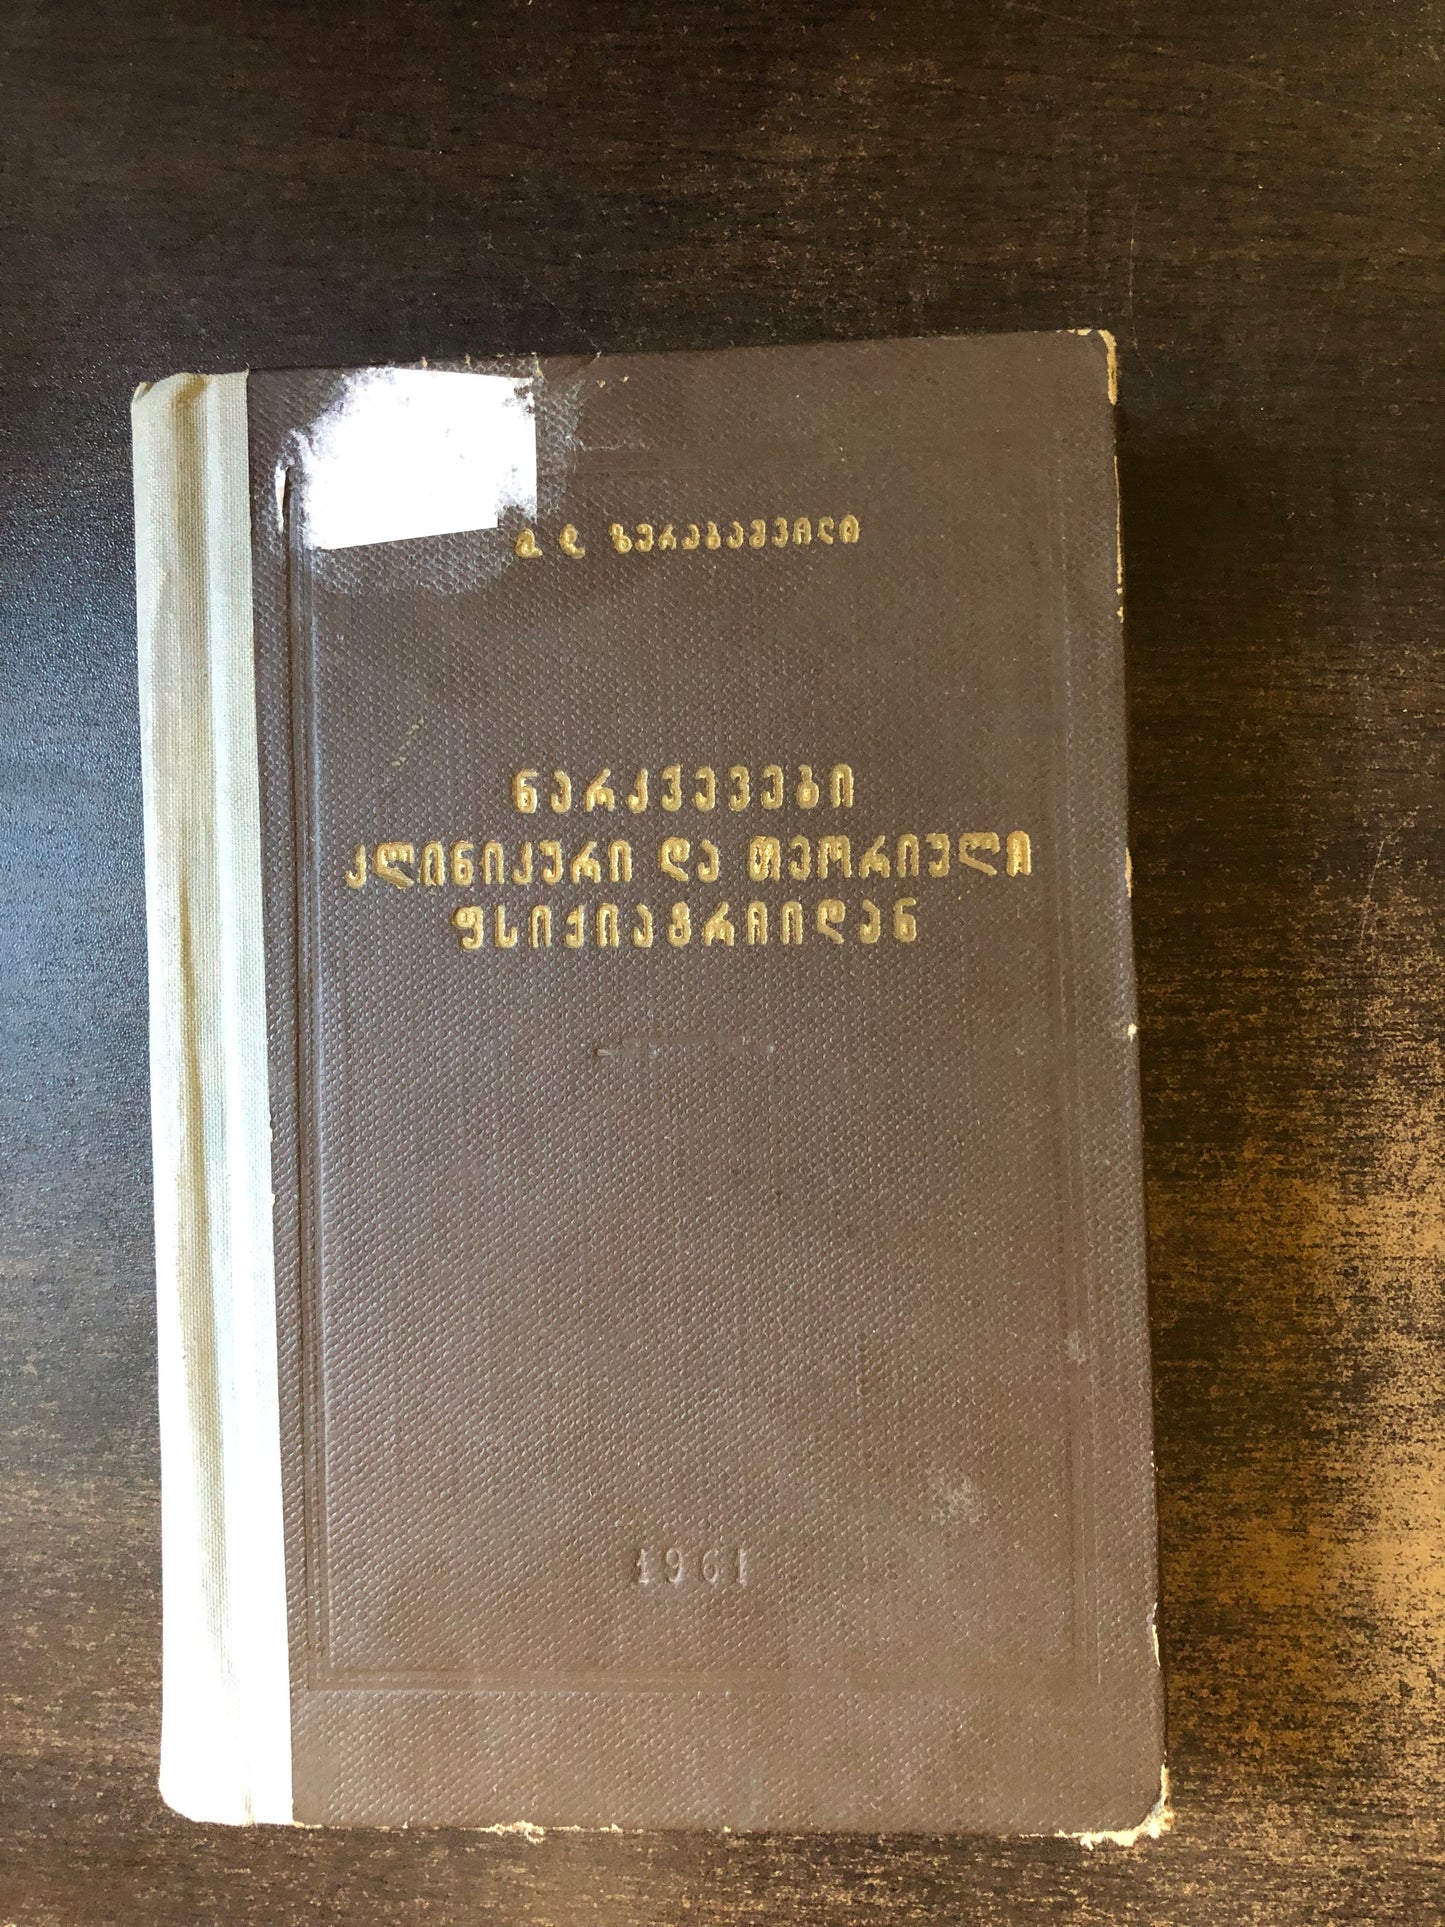 ა. დ. ზურაბაშვილი
ნარკვევები
კლინიკური და თეორიული
ფსიქიატრიიდან
1961